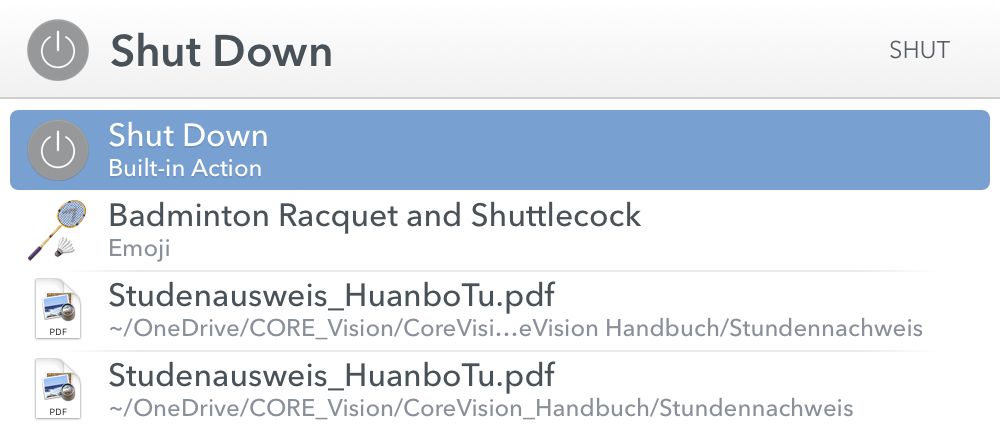 Shut Down
SHUT
Shut Down
Built-in Action
Badminton Racquet and Shuttlecock
Emoji
Studenausweis_HuanboTu.pdf
~/OneDrive/CORE_Vision/CoreVisi…eVision Handbuch/Stundennachweis
PDF
Studenausweis_HuanboTu.pdf
~/OneDrive/CORE_Vision/CoreVision_Handbuch/Stundennachweis
PDF